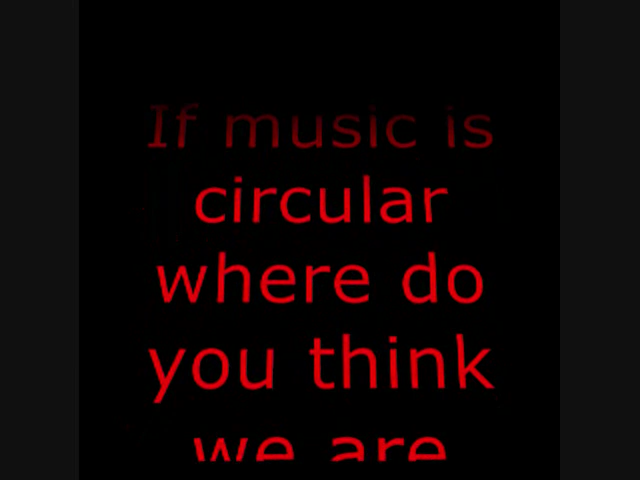 If music is
circular
where do
you think
we are